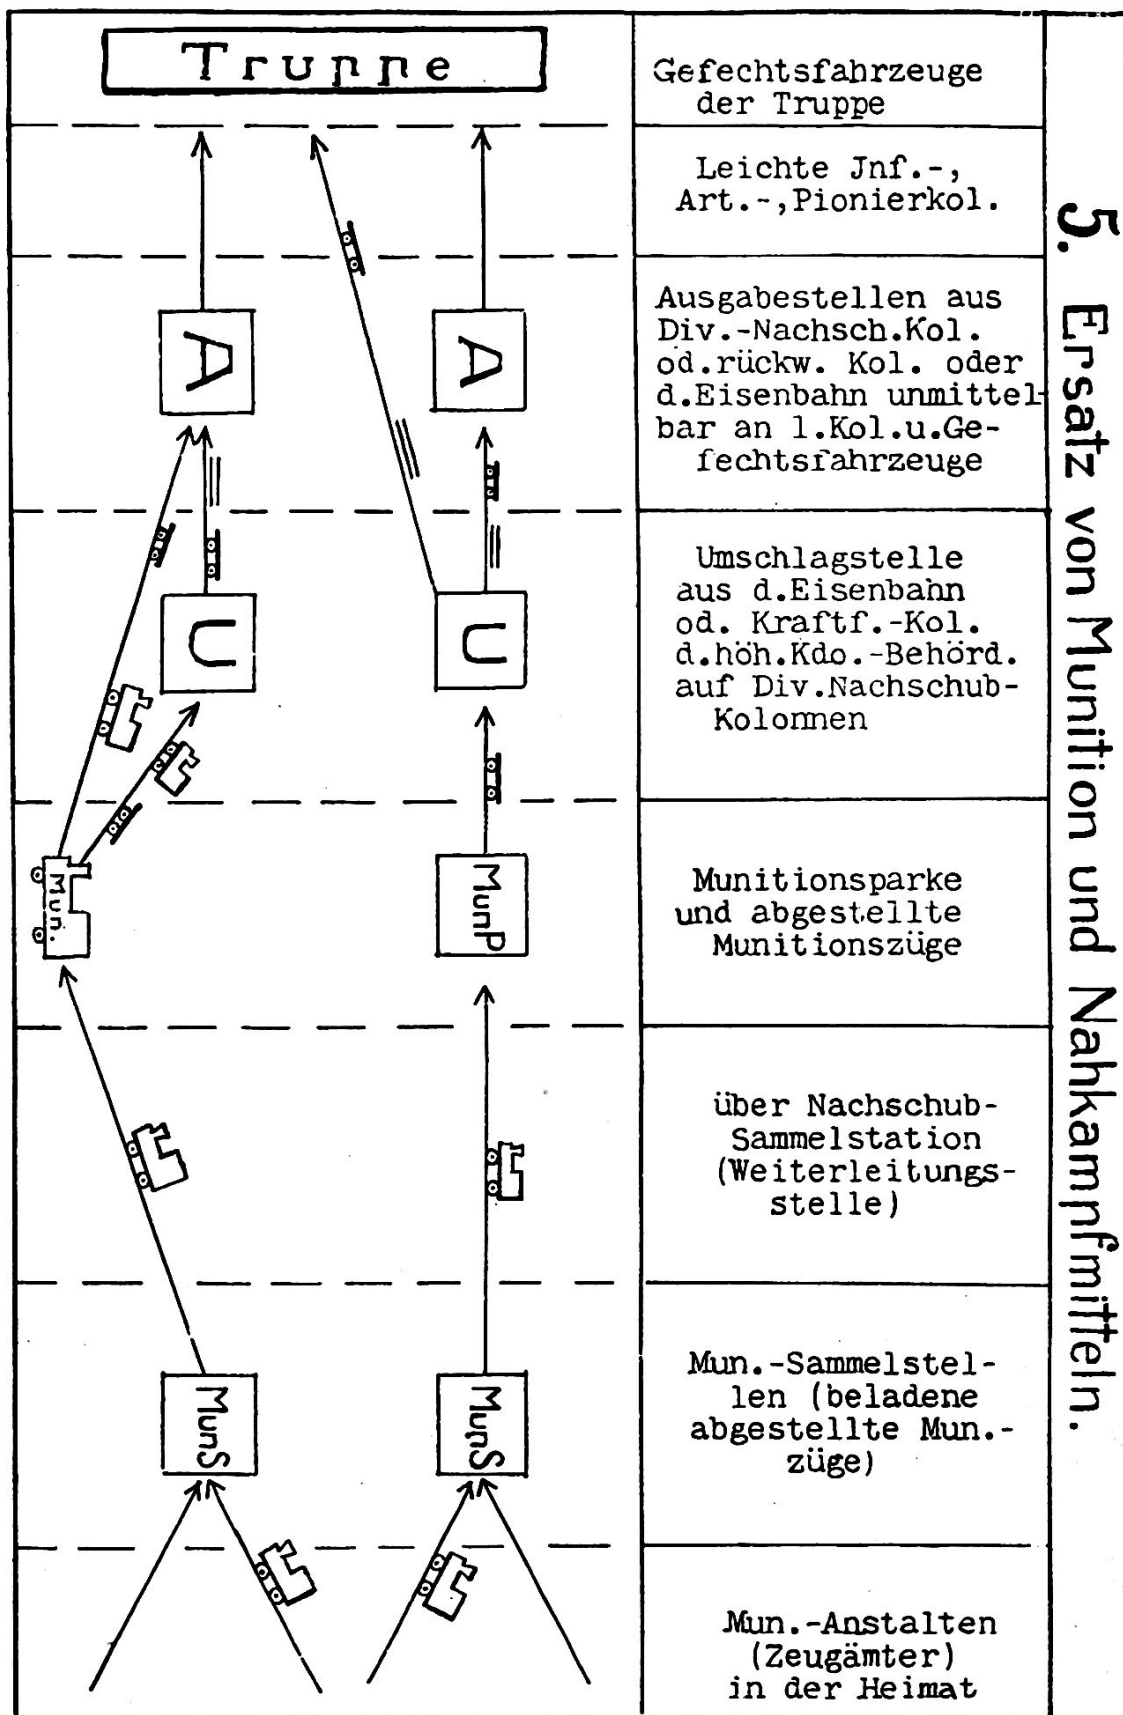 5. Ersatz von Munition und Nahkampfmitteln.
Truppe
Gefechtsfahrzeuge
der Truppe
Leichte Jnf.-,
Art.-,Pionierkol.
A
A
Ausgabestellen aus
Div.-Nachsch.Kol.
od.rückw. Kol. oder
d.Eisenbahn unmittel-
bar an l.Kol.u.Ge-
fechtsfahrzeuge
U
U
Umschlagstelle
aus d.Eisenbahn
od. Kraftf.-Kol.
d.höh.Kdo.-Behörd.
auf Div.Nachschub-
Kolonnen
Mun.
MunP
Munitionsparke
und abgestellte
Munitionszüge
über Nachschub-
Sammelstation
(Weiterleitungs-
stelle)
MunS
MunS
Mun.-Sammelstel-
len (beladene
abgestellte Mun.-
züge)
Mun.-Anstalten
(Zeugämter)
in der Heimat